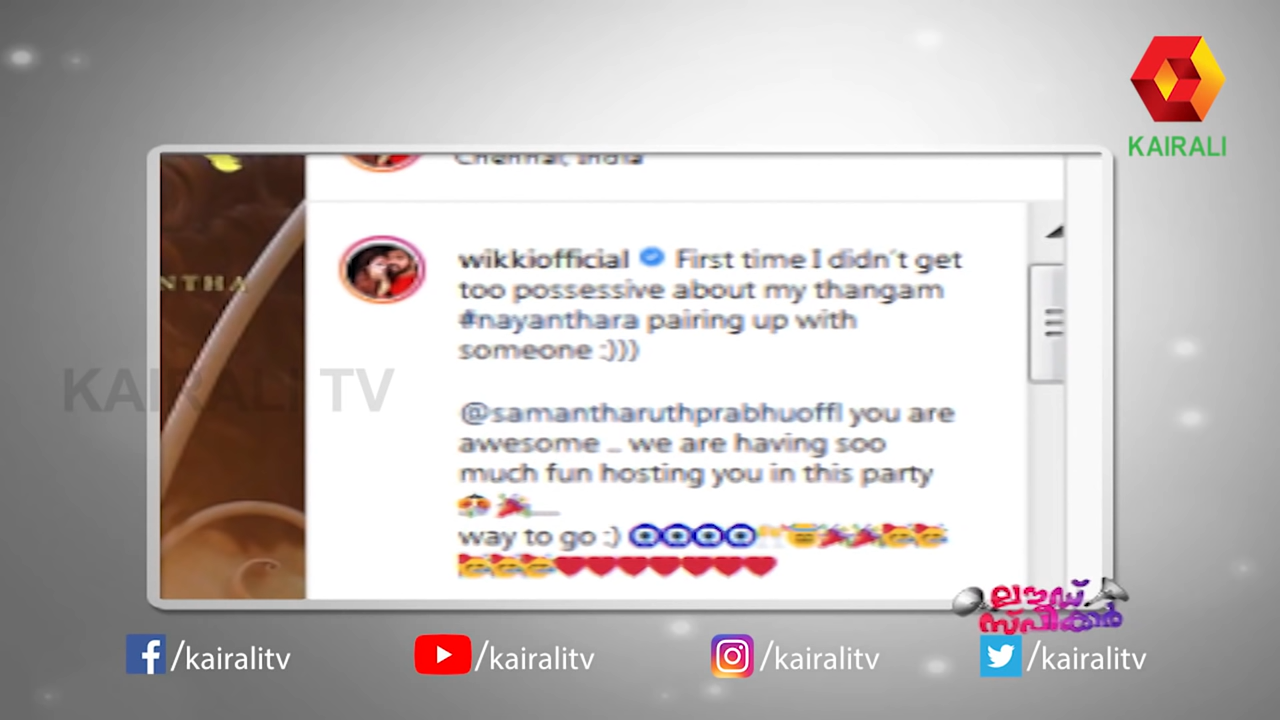 KAIRALI
Chennai, India
NTHA
wikkiofficial First time I didn't get
too possessive about my thangam
#nayanthara pairing up with
someone :)))
KAIRALI TV
@samantharuthprabhuoffl you are
awesome .. we are having soo
much fun hosting you in this party
🥳 🎉....
way to go :) 🧿🧿🧿🧿🥂😇🎉🎉🥳🥳
🥳🥳🥳❤️❤️❤️❤️❤️❤️❤️
ലൗഡ്
സ്പീക്കർ
/kairalitv
/kairalitv
/kairalitv
/kairalitv